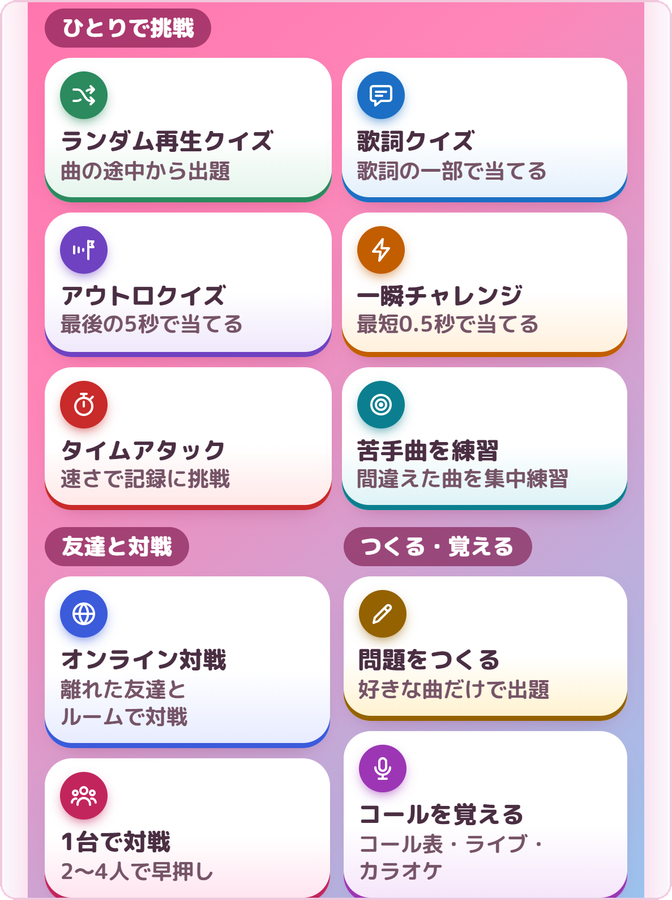 ひとりで挑戦
ランダム再生クイズ
曲の途中から出題
歌詞クイズ
歌詞の一部で当てる
アウトロクイズ
最後の5秒で当てる
一瞬チャレンジ
最短0.5秒で当てる
タイムアタック
速さで記録に挑戦
苦手曲を練習
間違えた曲を集中練習
友達と対戦
オンライン対戦
離れた友達と
ルームで対戦
1台で対戦
2〜4人で早押し
つくる・覚える
問題をつくる
好きな曲だけで出題
コールを覚える
コール表・ライブ・
カラオケ